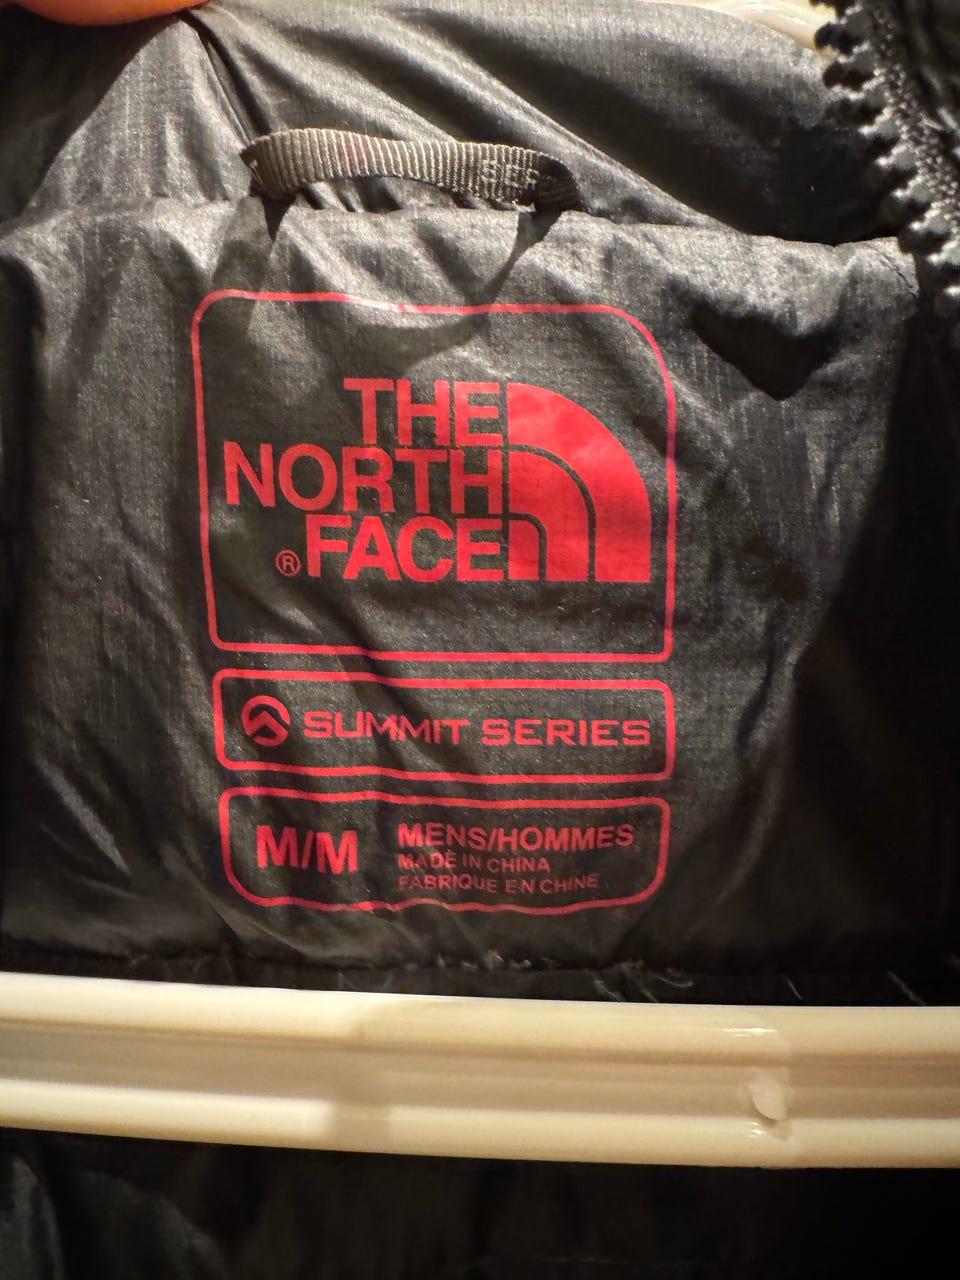 THE
NORTH
® FACE
SUMMIT SERIES
M/M
MENS/HOMMES
MADE IN CHINA
FABRIQUE EN CHINE